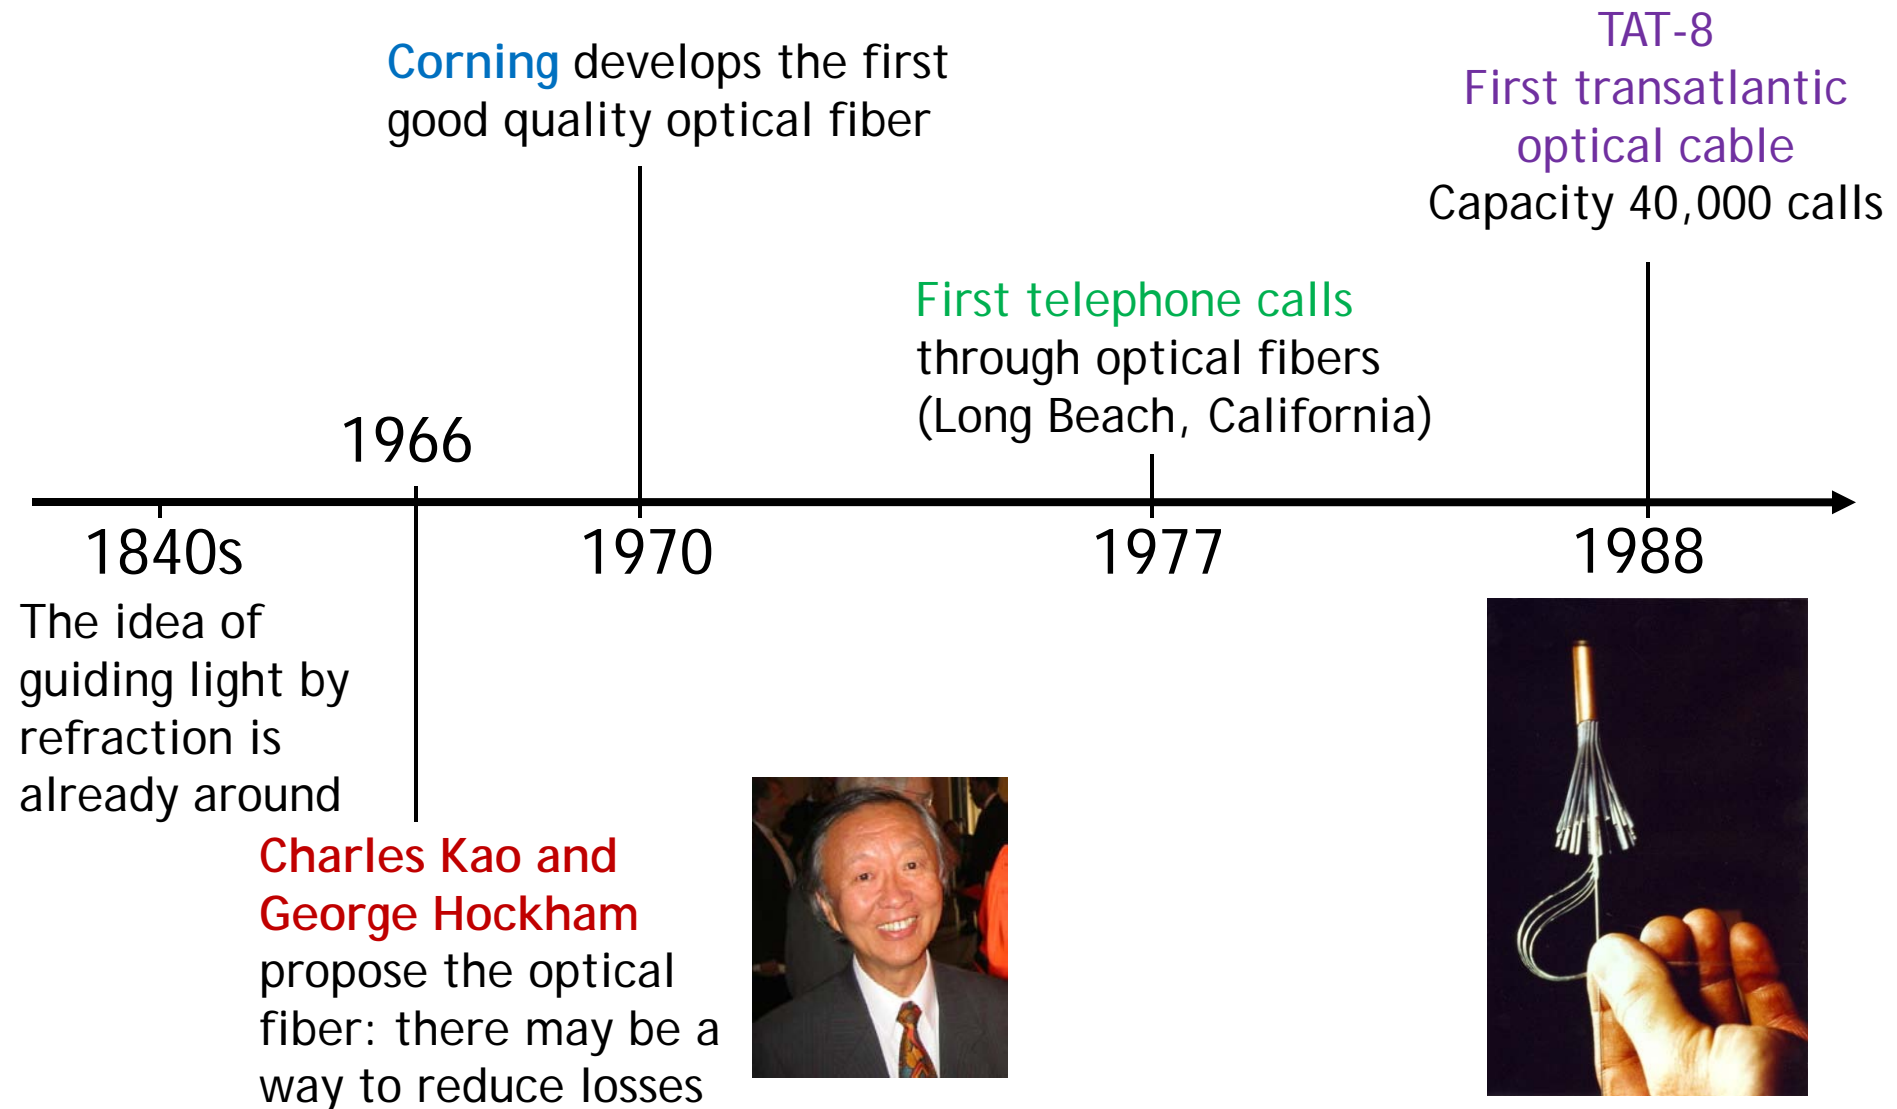 Corning develops the first
good quality optical fiber
TAT-8
First transatlantic
optical cable
Capacity 40,000 calls
First telephone calls
through optical fibers
(Long Beach, California)
1966
1840s
1970
1977
1988
The idea of
guiding light by
refraction is
already around
Charles Kao and
George Hockham
propose the optical
fiber: there may be a
way to reduce losses